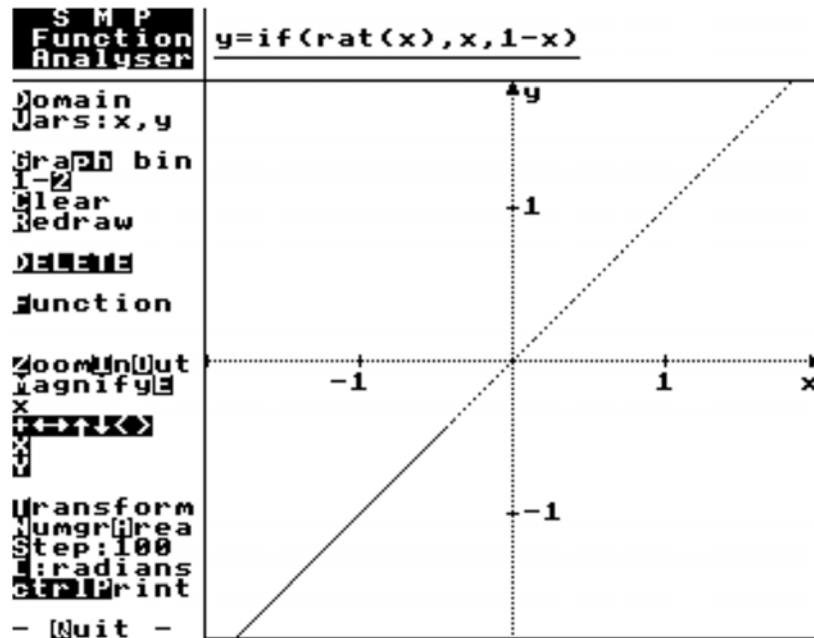 S M P
Function
Analyser
y=if(rat(x),x,1-x)
Domain
Vars:x,y
Graph bin
1-2
Clear
Redraw
DELETE
Function
ZoomInOut
MagnifyE
x
+↔↑↓<>
X
Y
Transform
NumgrArea
Step:100
:radians
ctrlPrint
- Quit -
y
1
-1
1
x
-1